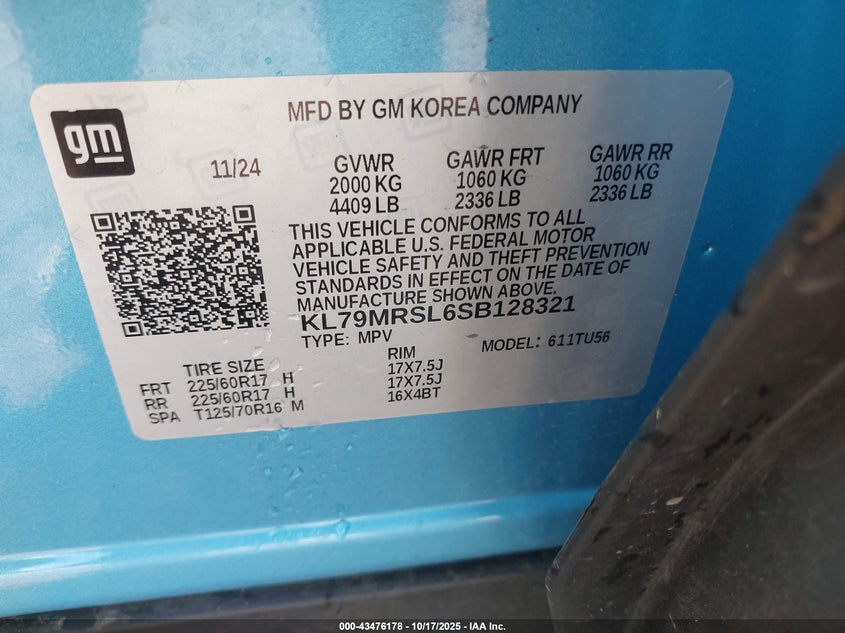 gm
MFD BY GM KOREA COMPANY
11/24
GVWR
2000 KG
4409 LB
GAWR FRT
1060 KG
2336 LB
GAWR RR
1060 KG
2336 LB
THIS VEHICLE CONFORMS TO ALL
APPLICABLE U.S. FEDERAL MOTOR
VEHICLE SAFETY AND THEFT PREVENTION
STANDARDS IN EFFECT ON THE DATE OF
MANUFACTURE SHOWN ABOVE.
KL79MRSL6SB128321
TYPE: MPV
MODEL: 611TU56
TIRE SIZE RIM
FRT 225/60R17 H 17X7.5J
RR 225/60R17 H 17X7.5J
SPA T125/70R16 M 16X4BT
000-43476178 - 10/17/2025 - IAA Inc.